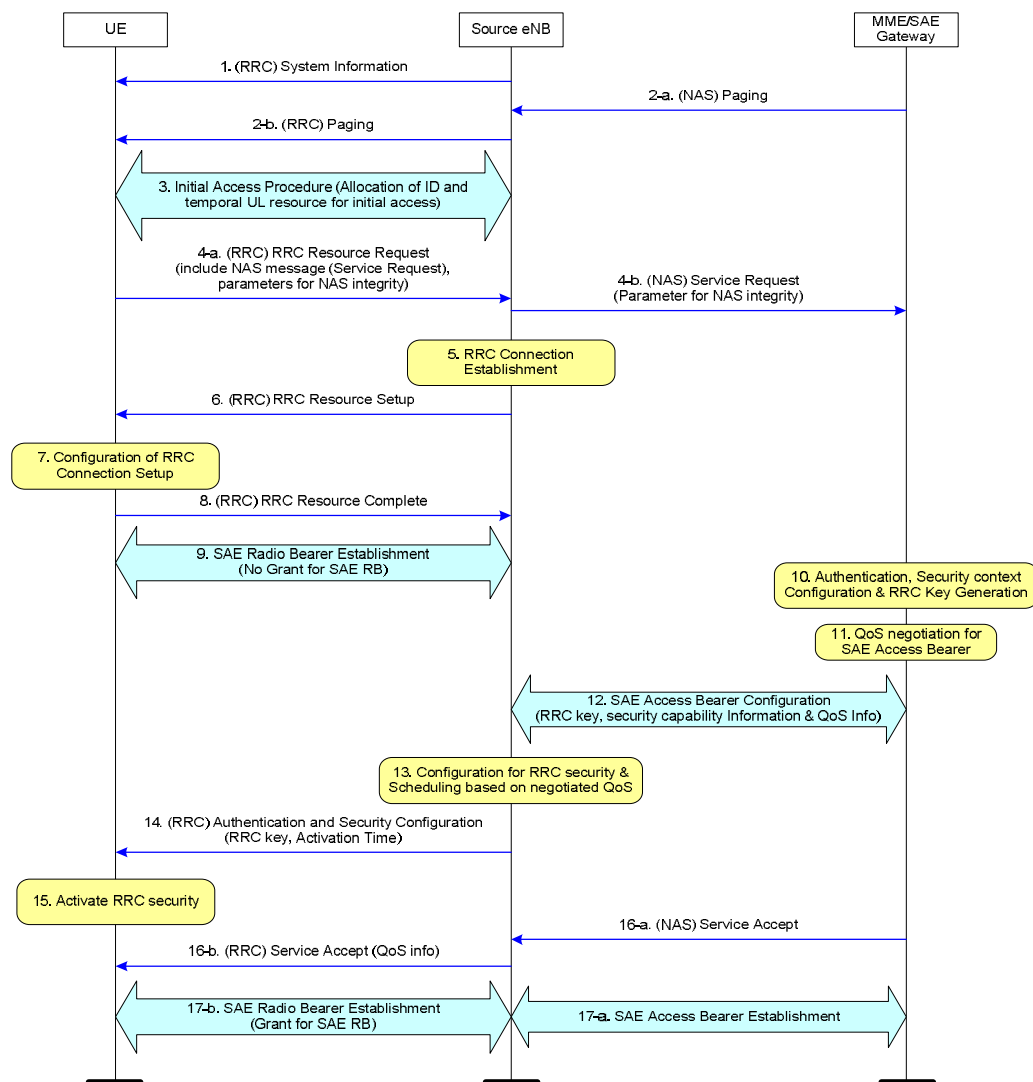 UE
Source eNB
MME/SAE
Gateway
1. (RRC) System Information
2-a. (NAS) Paging
2-b. (RRC) Paging
3. Initial Access Procedure (Allocation of ID and
temporal UL resource for initial access)
4-a. (RRC) RRC Resource Request
(include NAS message (Service Request),
parameters for NAS integrity)
4-b. (NAS) Service Request
(Parameter for NAS integrity)
5. RRC Connection
Establishment
6. (RRC) RRC Resource Setup
7. Configuration of RRC
Connection Setup
8. (RRC) RRC Resource Complete
9. SAE Radio Bearer Establishment
(No Grant for SAE RB)
10. Authentication, Security context
Configuration & RRC Key Generation
11. QoS negotiation for
SAE Access Bearer
12. SAE Access Bearer Configuration
(RRC key, security capability Information & QoS Info)
13. Configuration for RRC security &
Scheduling based on negotiated QoS
14. (RRC) Authentication and Security Configuration
(RRC key, Activation Time)
15. Activate RRC security
16-a. (NAS) Service Accept
16-b. (RRC) Service Accept (QoS info)
17-b. SAE Radio Bearer Establishment
(Grant for SAE RB)
17-a. SAE Access Bearer Establishment